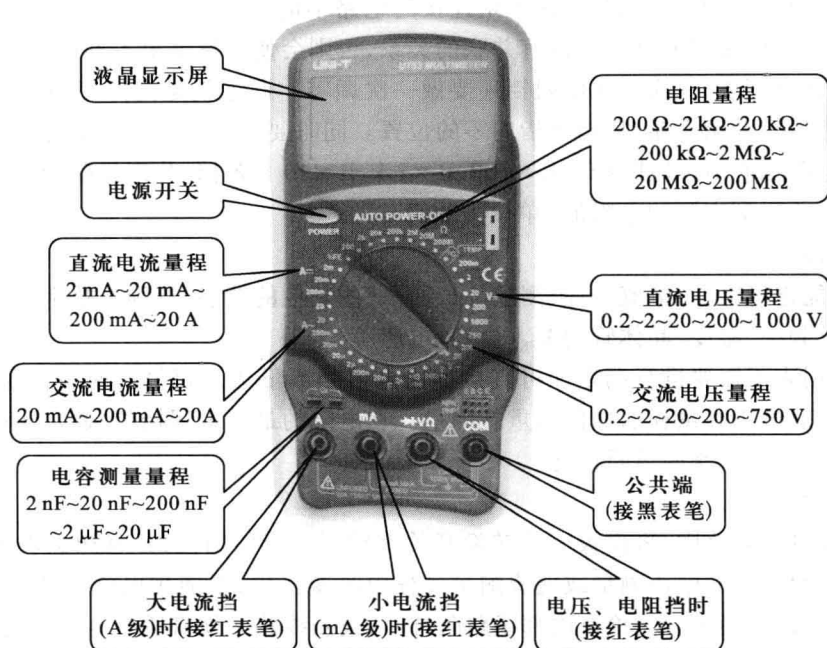 液晶显示屏
电源开关
直流电流量程
2 mA~20 mA~
200 mA~20 A
交流电流量程
20 mA~200 mA~20A
电容测量量程
2 nF~20 nF~200 nF
~2 μF~20 μF
大电流挡
(A 级)时(接红表笔)
小电流挡
(mA 级)时(接红表笔)
电压、电阻挡时
(接红表笔)
公共端
(接黑表笔)
交流电压量程
0.2~2~20~200~750 V
直流电压量程
0.2~2~20~200~1 000 V
电阻量程
200 Ω~2 kΩ~20 kΩ~
200 kΩ~2 MΩ~
20 MΩ~200 MΩ
UNI-T
AUTO POWER-OFF
POWER
CE
A
mA
VΩ
COM